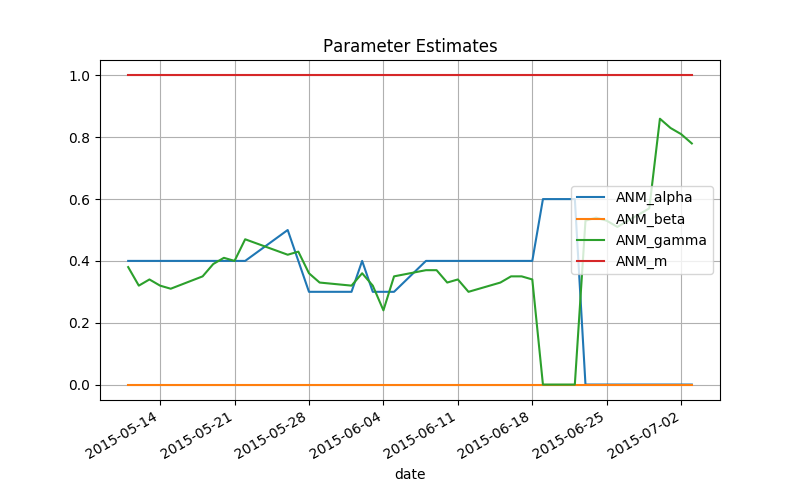 Parameter Estimates
1.0
0.8
0.6
0.4
0.2
0.0
ANM_alpha
ANM_beta
ANM_gamma
ANM_m
2015-05-14
2015-05-21
2015-05-28
2015-06-04
2015-06-11
2015-06-18
2015-06-25
2015-07-02
date